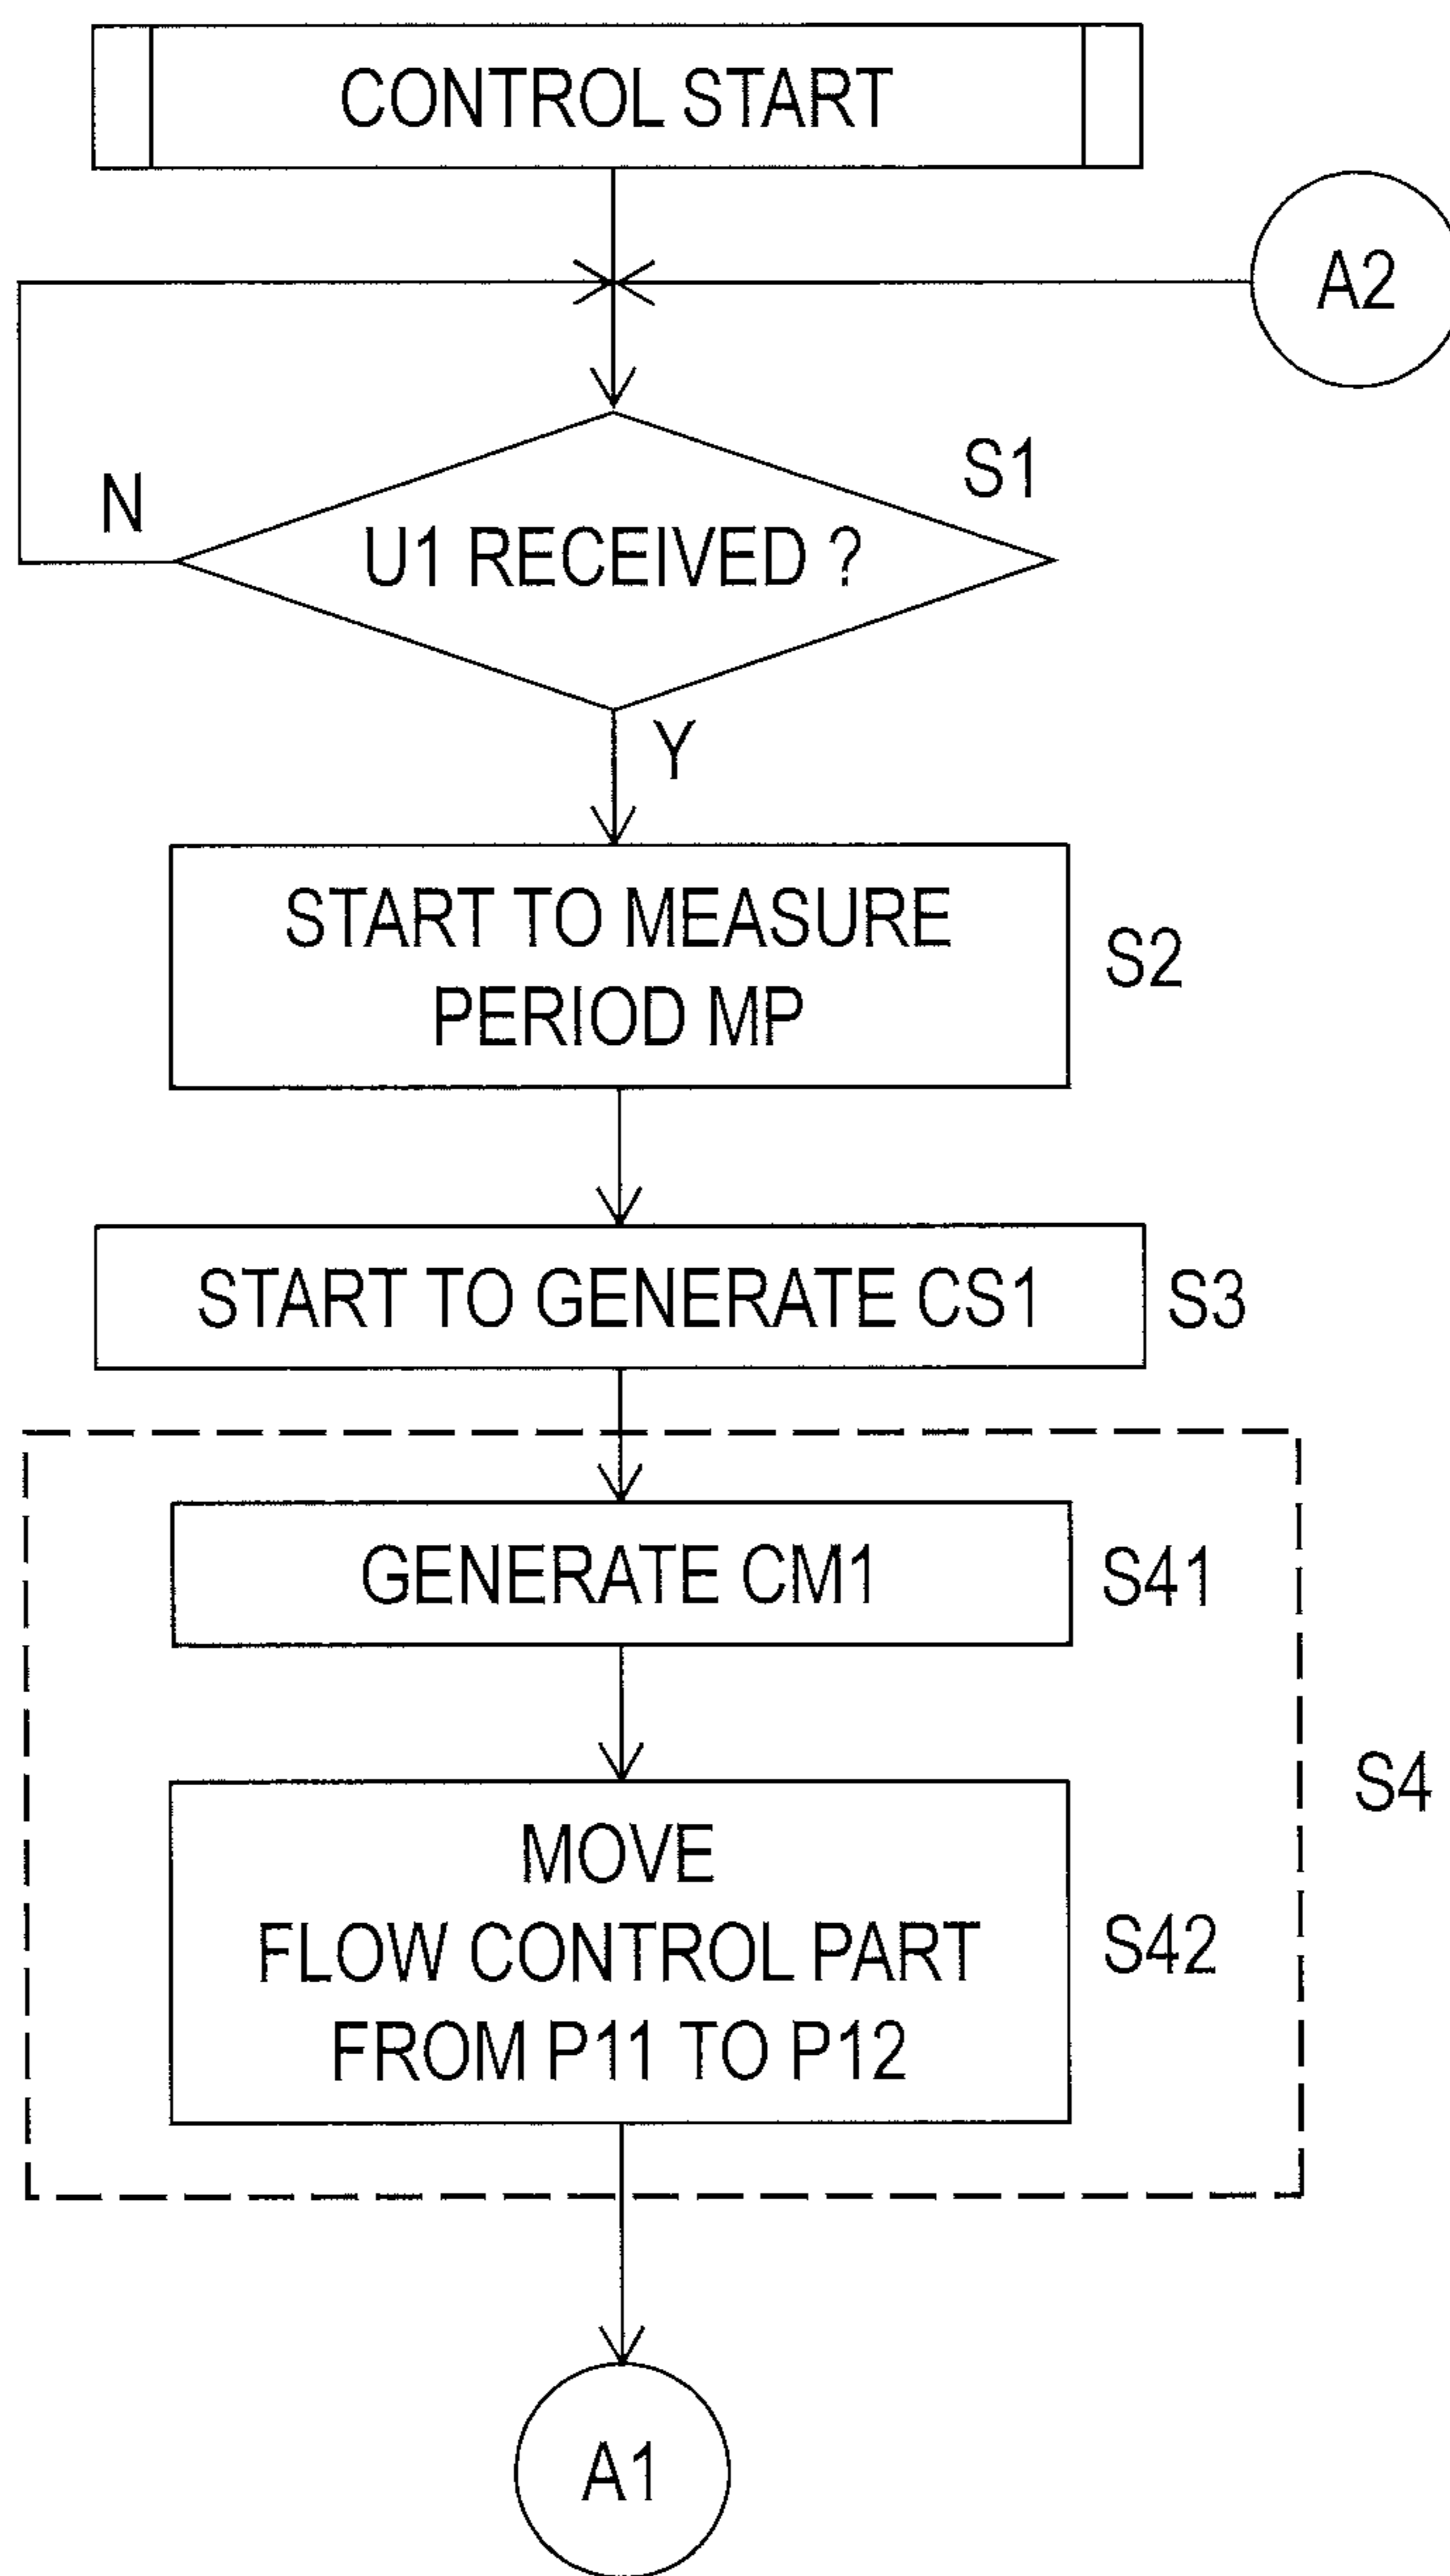 CONTROL START
A2
S1
N
U1 RECEIVED ?
Y
START TO MEASURE
PERIOD MP
S2
START TO GENERATE CS1
S3
GENERATE CM1
S41
S4
MOVE
FLOW CONTROL PART
FROM P11 TO P12
S42
A1